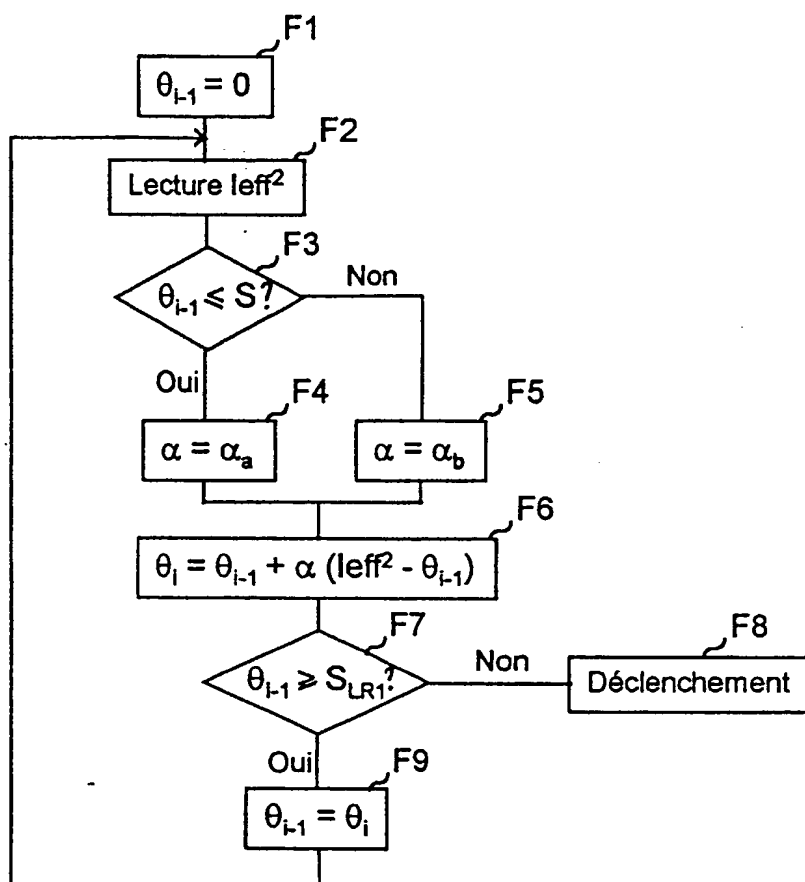 F1
θi-1 = 0
F2
Lecture Ieff²
F3
θi-1 ⩽ S?
Non
Oui
F4
F5
α = αa
α = αb
F6
θi = θi-1 + α (Ieff² - θi-1)
F7
θi-1 ⩾ SLR1?
Non
F8
Déclenchement
Oui
F9
θi-1 = θi